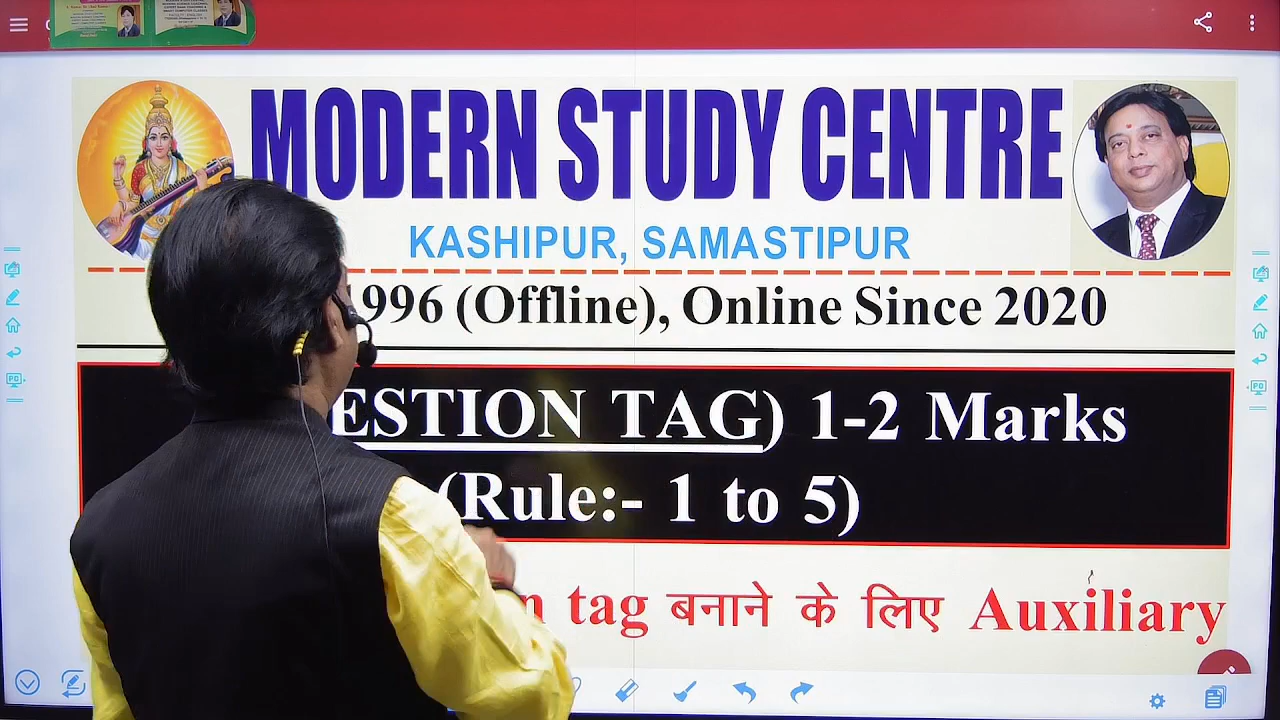 MODERN STUDY CENTRE
KASHIPUR, SAMASTIPUR
1996 (Offline), Online Since 2020
ESTION TAG) 1-2 Marks
(Rule:- 1 to 5)
n tag बनाने के लिए Auxiliary